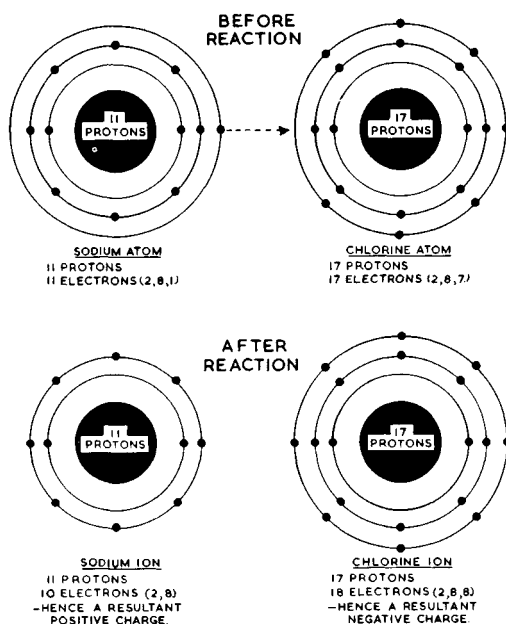 BEFORE
REACTION
11
PROTONS
17
PROTONS
SODIUM ATOM
11 PROTONS
11 ELECTRONS (2,8,1)
CHLORINE ATOM
17 PROTONS
17 ELECTRONS (2,8,7)
AFTER
REACTION
11
PROTONS
17
PROTONS
SODIUM ION
11 PROTONS
10 ELECTRONS (2,8)
-HENCE A RESULTANT
POSITIVE CHARGE.
CHLORINE ION
17 PROTONS
18 ELECTRONS (2,8,8)
-HENCE A RESULTANT
NEGATIVE CHARGE.